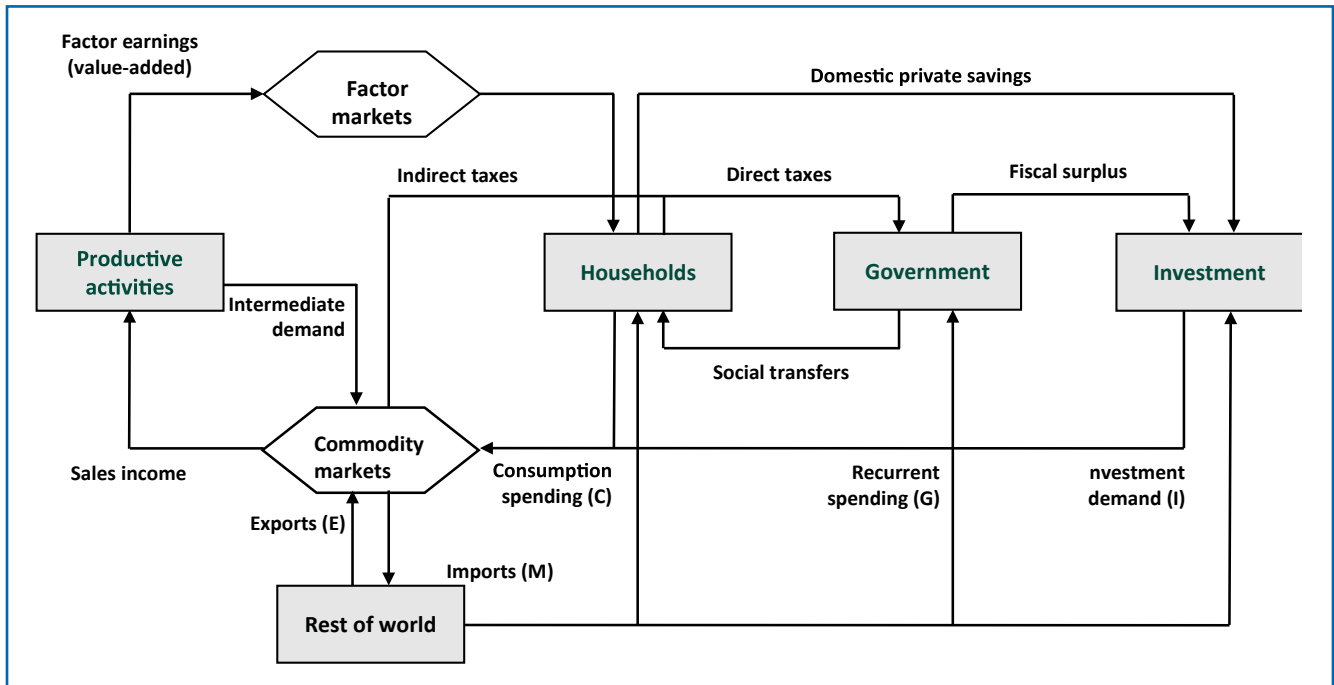 Factor earnings
(value-added)
Factor
markets
Domestic private savings
Indirect taxes
Direct taxes
Fiscal surplus
Productive
activities
Households
Government
Investment
Intermediate
demand
Social transfers
Commodity
markets
Sales income
Consumption
spending (C)
Recurrent
spending (G)
nvestment
demand (I)
Exports (E)
Imports (M)
Rest of world